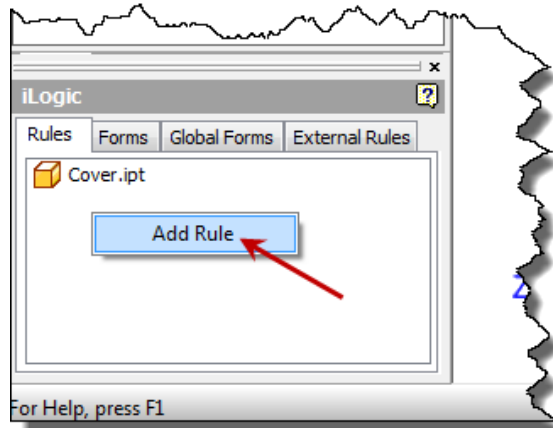 iLogic
Rules Forms Global Forms External Rules
Cover.ipt
Add Rule
Z
For Help, press F1